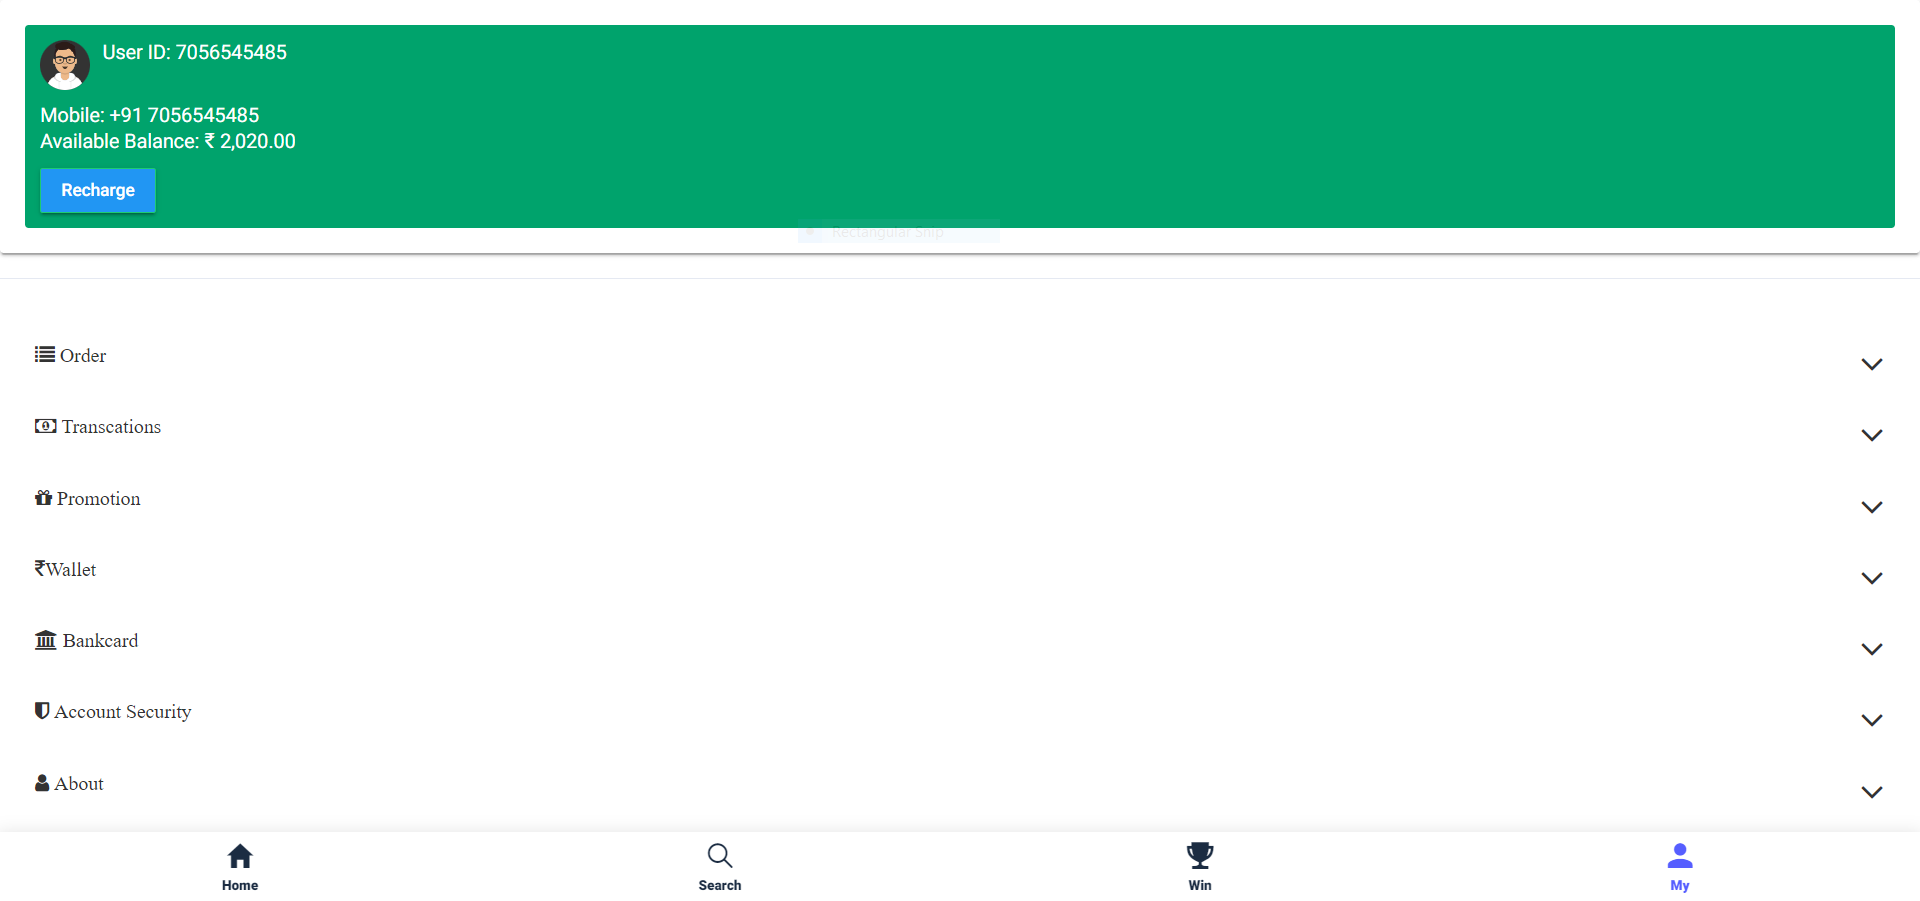 User ID: 7056545485
Mobile: +91 7056545485
Available Balance: ₹ 2,020.00
Recharge
Rectangular Snip
Order
Transcations
Promotion
₹Wallet
Bankcard
Account Security
About
Home
Search
Win
My